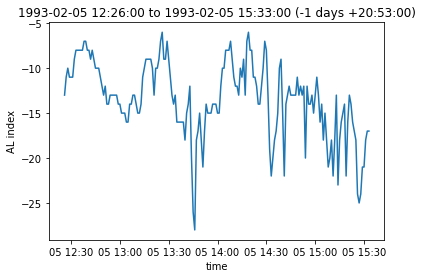 1993-02-05 12:26:00 to 1993-02-05 15:33:00 (-1 days +20:53:00)
−5
−10
−15
−20
−25
AL index
05 12:30 05 13:00 05 13:30 05 14:00 05 14:30 05 15:00 05 15:30
time